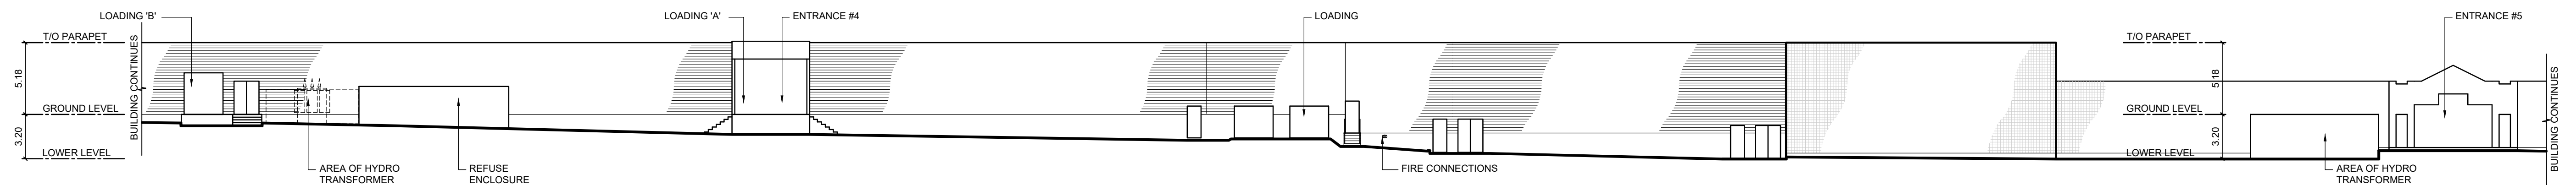 LOADING 'B'
LOADING 'A'
ENTRANCE #4
LOADING
ENTRANCE #5
T/O PARAPET
T/O PARAPET
BUILDING CONTINUES
5.18
5.18
GROUND LEVEL
GROUND LEVEL
BUILDING CONTINUES
3.20
3.20
LOWER LEVEL
LOWER LEVEL
AREA OF HYDRO
TRANSFORMER
REFUSE
ENCLOSURE
FIRE CONNECTIONS
AREA OF HYDRO
TRANSFORMER